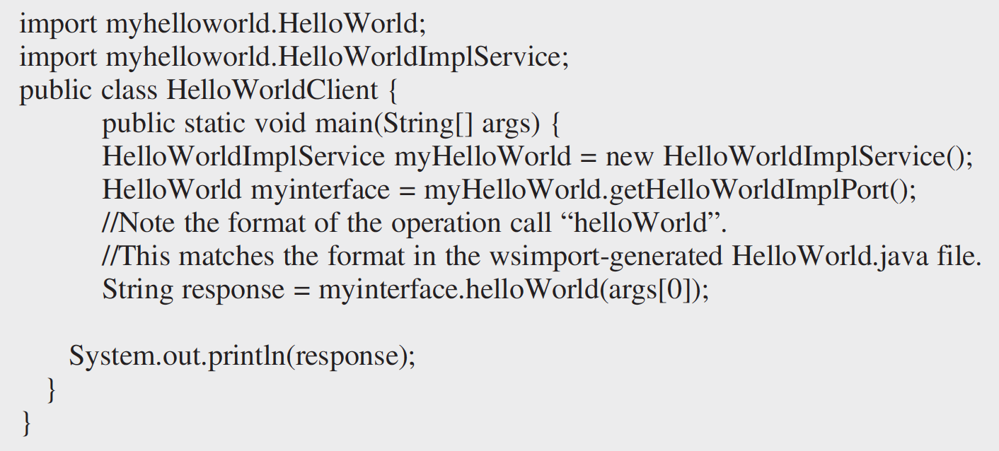 import myhelloworld.HelloWorld;
import myhelloworld.HelloWorldImplService;
public class HelloWorldClient {
public static void main(String[] args) {
HelloWorldImplService myHelloWorld = new HelloWorldImplService();
HelloWorld myinterface = myHelloWorld.getHelloWorldImplPort();
//Note the format of the operation call “helloWorld”.
//This matches the format in the wsimport-generated HelloWorld.java file.
String response = myinterface.helloWorld(args[0]);
System.out.println(response);
}
}